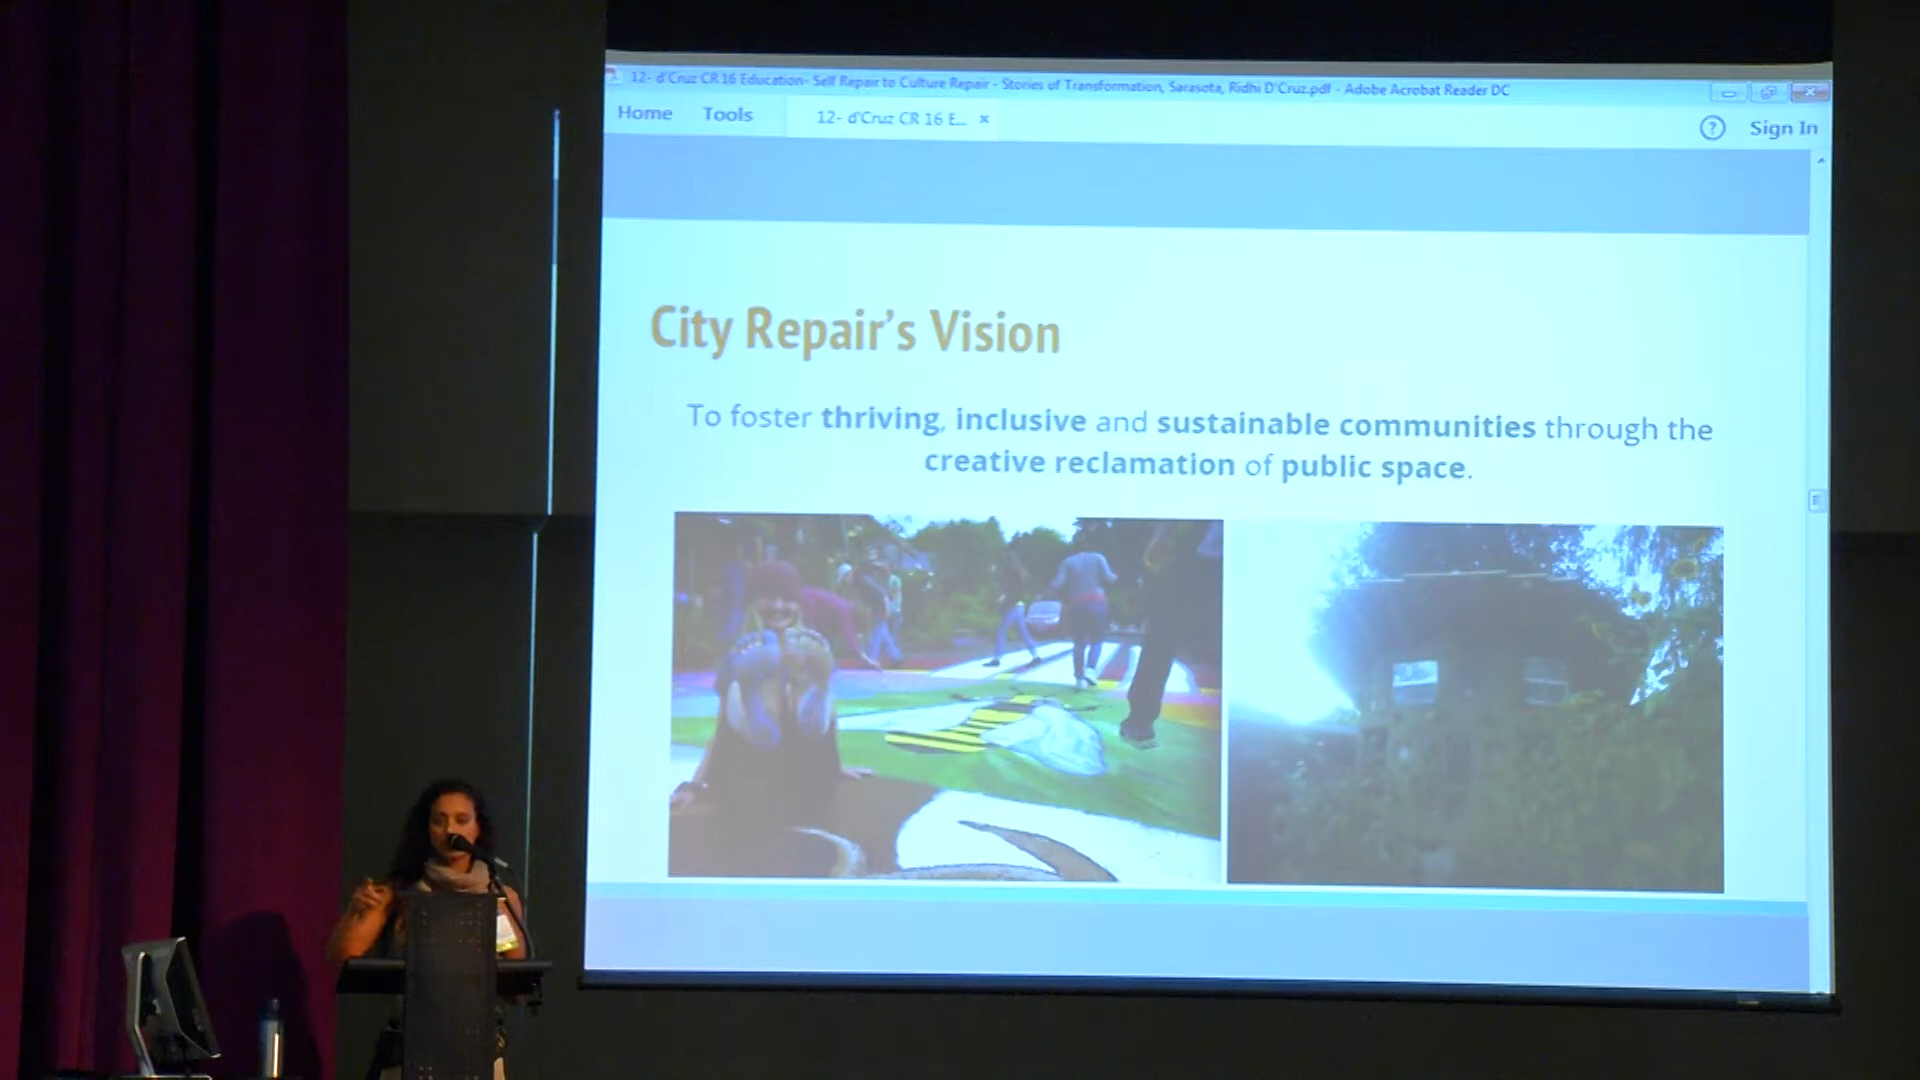 12- d'Cruz CR 16 Education- Self Repair to Culture Repair - Stories of Transformation, Sarasota, Ridhi D'Cruz.pdf - Adobe Acrobat Reader DC
Home Tools 12- d'Cruz CR 16 E... × ? Sign In
City Repair's Vision
To foster thriving, inclusive and sustainable communities through the
creative reclamation of public space.